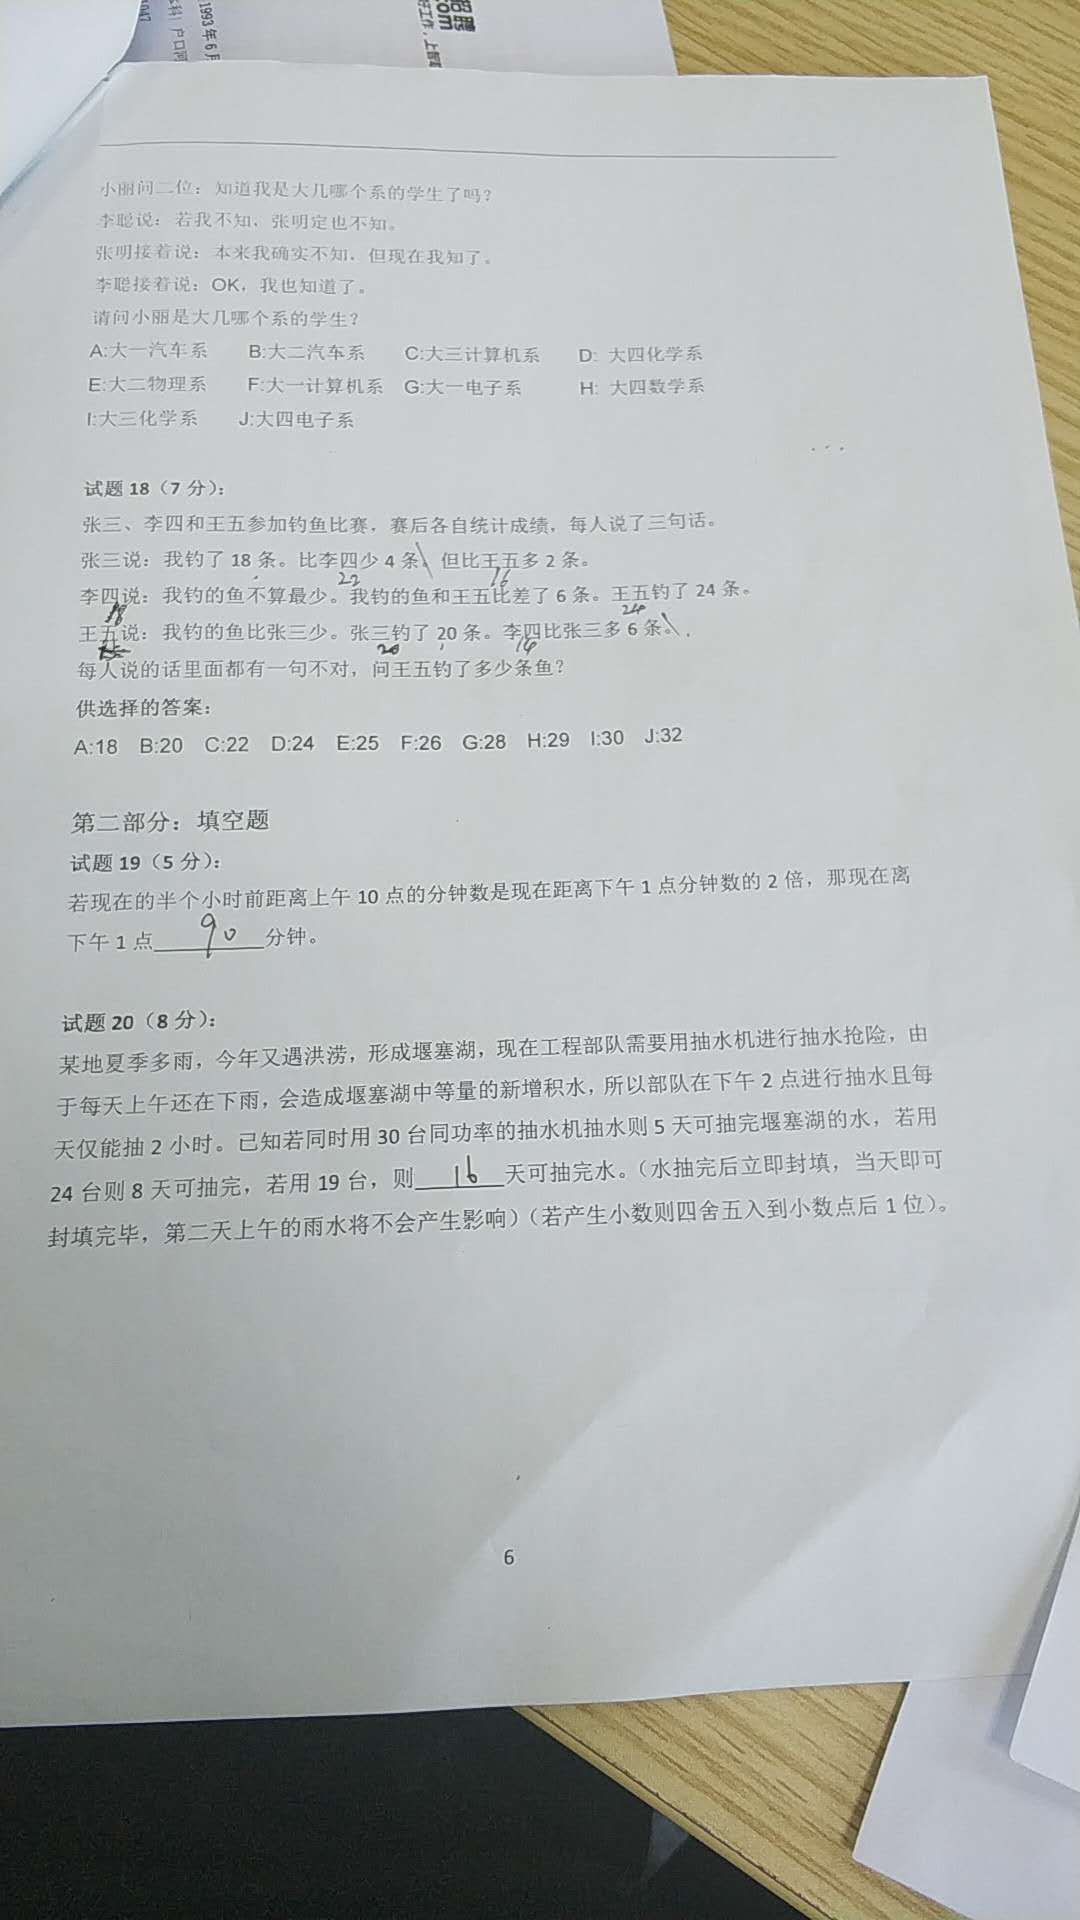 招聘
.com
好工作，上智
1993年6月
本科| 户口河
1047
小丽问二位：知道我是大几哪个系的学生了吗？
李聪说：若我不知，张明定也不知。
张明接着说：本来我确实不知，但现在我知了。
李聪接着说：OK，我也知道了。
请问小丽是大几哪个系的学生？
A:大一汽车系 B:大二汽车系 C:大三计算机系 D: 大四化学系
E:大二物理系 F:大一计算机系 G:大一电子系 H: 大四数学系
I:大三化学系 J:大四电子系
试题 18（7 分）：
张三、李四和王五参加钓鱼比赛，赛后各自统计成绩，每人说了三句话。
张三说：我钓了 18 条。比李四少 4 条。但比王五多 2 条。
22 16
李四说：我钓的鱼不算最少。我钓的鱼和王五比差了 6 条。王五钓了 24 条。
18 24
王五说：我钓的鱼比张三少。张三钓了 20 条。李四比张三多 6 条。
20 14
每人说的话里面都有一句不对，问王五钓了多少条鱼？
供选择的答案：
A:18 B:20 C:22 D:24 E:25 F:26 G:28 H:29 I:30 J:32
第二部分：填空题
试题 19（5 分）：
若现在的半个小时前距离上午 10 点的分钟数是现在距离下午 1 点分钟数的 2 倍，那现在离
下午 1 点 90 分钟。
试题 20（8 分）：
某地夏季多雨，今年又遇洪涝，形成堰塞湖，现在工程部队需要用抽水机进行抽水抢险，由
于每天上午还在下雨，会造成堰塞湖中等量的新增积水，所以部队在下午 2 点进行抽水且每
天仅能抽 2 小时。已知若同时用 30 台同功率的抽水机抽水则 5 天可抽完堰塞湖的水，若用
24 台则 8 天可抽完，若用 19 台，则 16 天可抽完水。（水抽完后立即封填，当天即可
封填完毕，第二天上午的雨水将不会产生影响）（若产生小数则四舍五入到小数点后 1 位）。
6